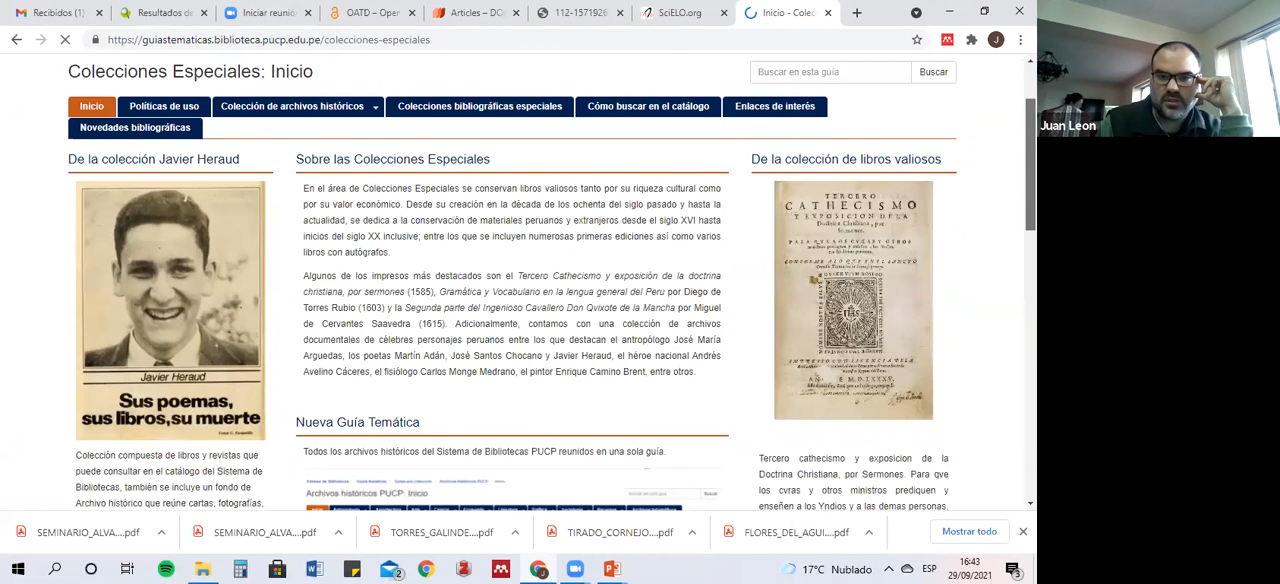 Recibidos (1)
Resultados de
Iniciar reunió
OATD – Oper
Articles – DO
112-1571926
SciELO.org
Inicio - Colec
https://guiastematicas.biblioteca.pucp.edu.pe/colecciones-especiales
Colecciones Especiales: Inicio
Buscar en esta guía
Buscar
Inicio
Políticas de uso
Colección de archivos históricos
Colecciones bibliográficas especiales
Cómo buscar en el catálogo
Enlaces de interés
Novedades bibliográficas
De la colección Javier Heraud
Javier Heraud
Sus poemas,
sus libros, su muerte
Colección compuesta de libros y revistas que
puede consultar en el catálogo del Sistema de
Bibliotecas, también se incluye un fondo de
Archivo histórico que reúne cartas, fotografías,
Sobre las Colecciones Especiales
En el área de Colecciones Especiales se conservan libros valiosos tanto por su riqueza cultural como
por su valor económico. Desde su creación en la década de los ochenta del siglo pasado y hasta la
actualidad, se dedica a la conservación de materiales peruanos y extranjeros desde el siglo XVI hasta
inicios del siglo XX inclusive; entre los que se incluyen numerosas primeras ediciones así como varios
libros con autógrafos.
Algunos de los impresos más destacados son el Tercero Cathecismo y exposición de la doctrina
christiana, por sermones (1585), Gramática y Vocabulario en la lengua general del Peru por Diego de
Torres Rubio (1603) y la Segunda parte del Ingenioso Cavallero Don Quixote de la Mancha por Miguel
de Cervantes Saavedra (1615). Adicionalmente, contamos con una colección de archivos
documentales de célebres personajes peruanos entre los que destacan el antropólogo José María
Arguedas, los poetas Martín Adán, José Santos Chocano y Javier Heraud, el héroe nacional Andrés
Avelino Cáceres, el fisiólogo Carlos Monge Medrano, el pintor Enrique Camino Brent, entre otros.
Nueva Guía Temática
Todos los archivos históricos del Sistema de Bibliotecas PUCP reunidos en una sola guía.
Archivos históricos PUCP: Inicio
De la colección de libros valiosos
TERCERO
CATHECISMO
Y EXPOSICION DE LA
Doctrina Christiana, por
Sermones.
PARA QVE LOS CVRAS Y OTROS
Tercero cathecismo y exposicion de la
Doctrina Christiana, por Sermones. Para que
los cvras y otros ministros prediquen y
enseñen a los Yndios y a las demas personas,
Juan Leon
SEMINARIO_ALVA....pdf
SEMINARIO_ALVA....pdf
TORRES_GALINDE....pdf
TIRADO_CORNEJO....pdf
FLORES_DEL_AGUI....pdf
Mostrar todo
17°C Nublado
ESP
16:43
29/09/2021